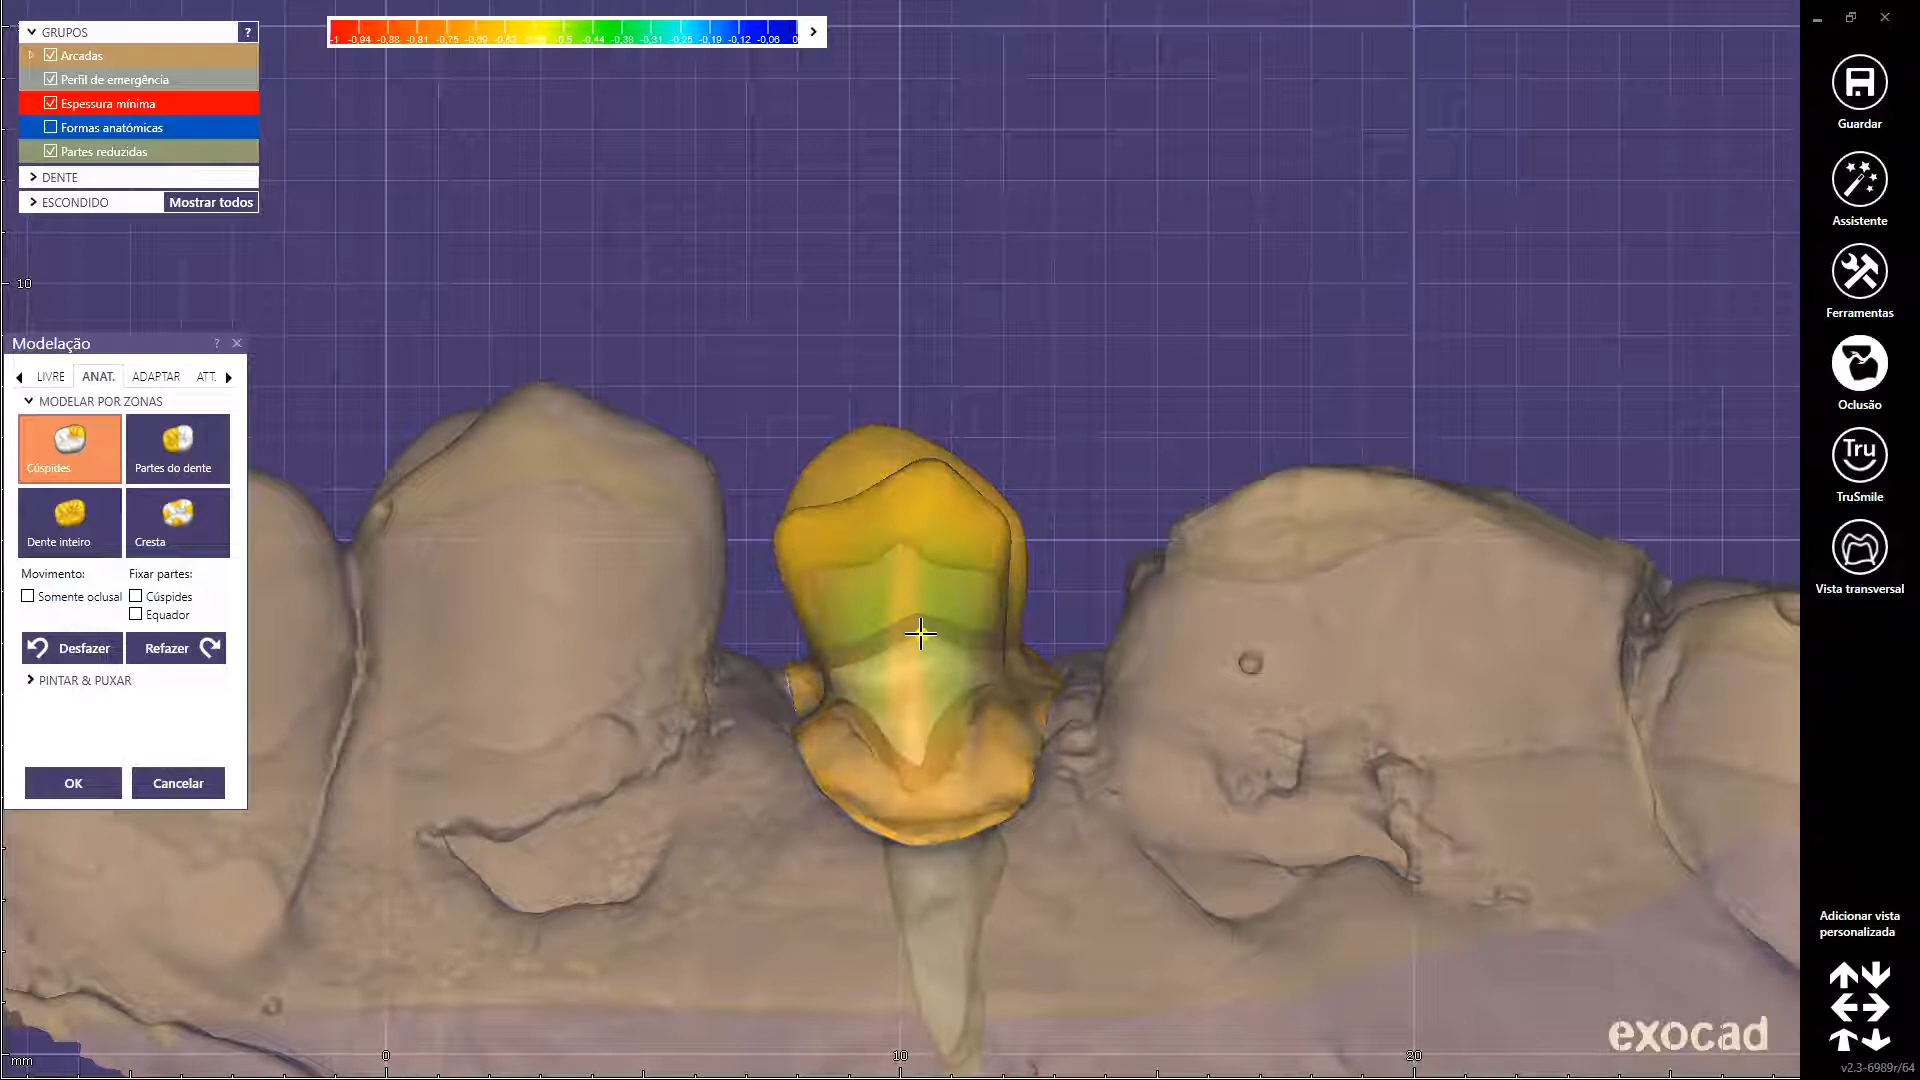 GRUPOS ?
Arcadas
Perfil de emergência
Espessura mínima
Formas anatómicas
Partes reduzidas
DENTE
ESCONDIDO Mostrar todos
-1 -0,94 -0,88 -0,81 -0,75 -0,69 -0,62 -0,5 -0,44 -0,38 -0,31 -0,25 -0,19 -0,12 -0,06 0
10
Modelação ?
LIVRE ANAT. ADAPTAR ATT.
MODELAR POR ZONAS
Cúspides Partes do dente
Dente inteiro Cresta
Movimento: Fixar partes:
Somente oclusal Cúspides
Equador
Desfazer Refazer
PINTAR & PUXAR
OK Cancelar
mm 0 10 20
Guardar
Assistente
Ferramentas
Oclusão
Tru
TruSmile
Vista transversal
Adicionar vista
personalizada
exocad
v2.3-6989r/64